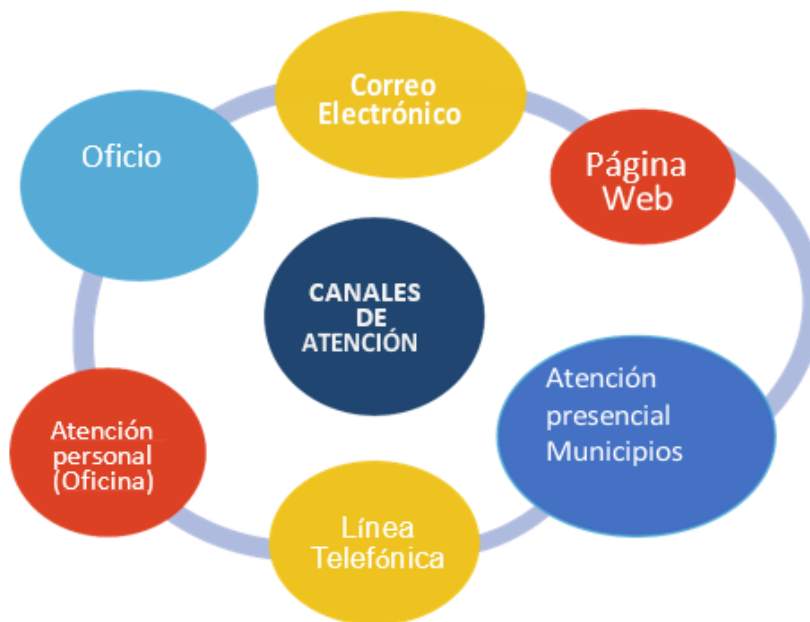 Correo
Electrónico
Oficio
Página
Web
CANALES
DE
ATENCIÓN
Atención
presencial
Municipios
Atención
personal
(Oficina)
Línea
Telefónica